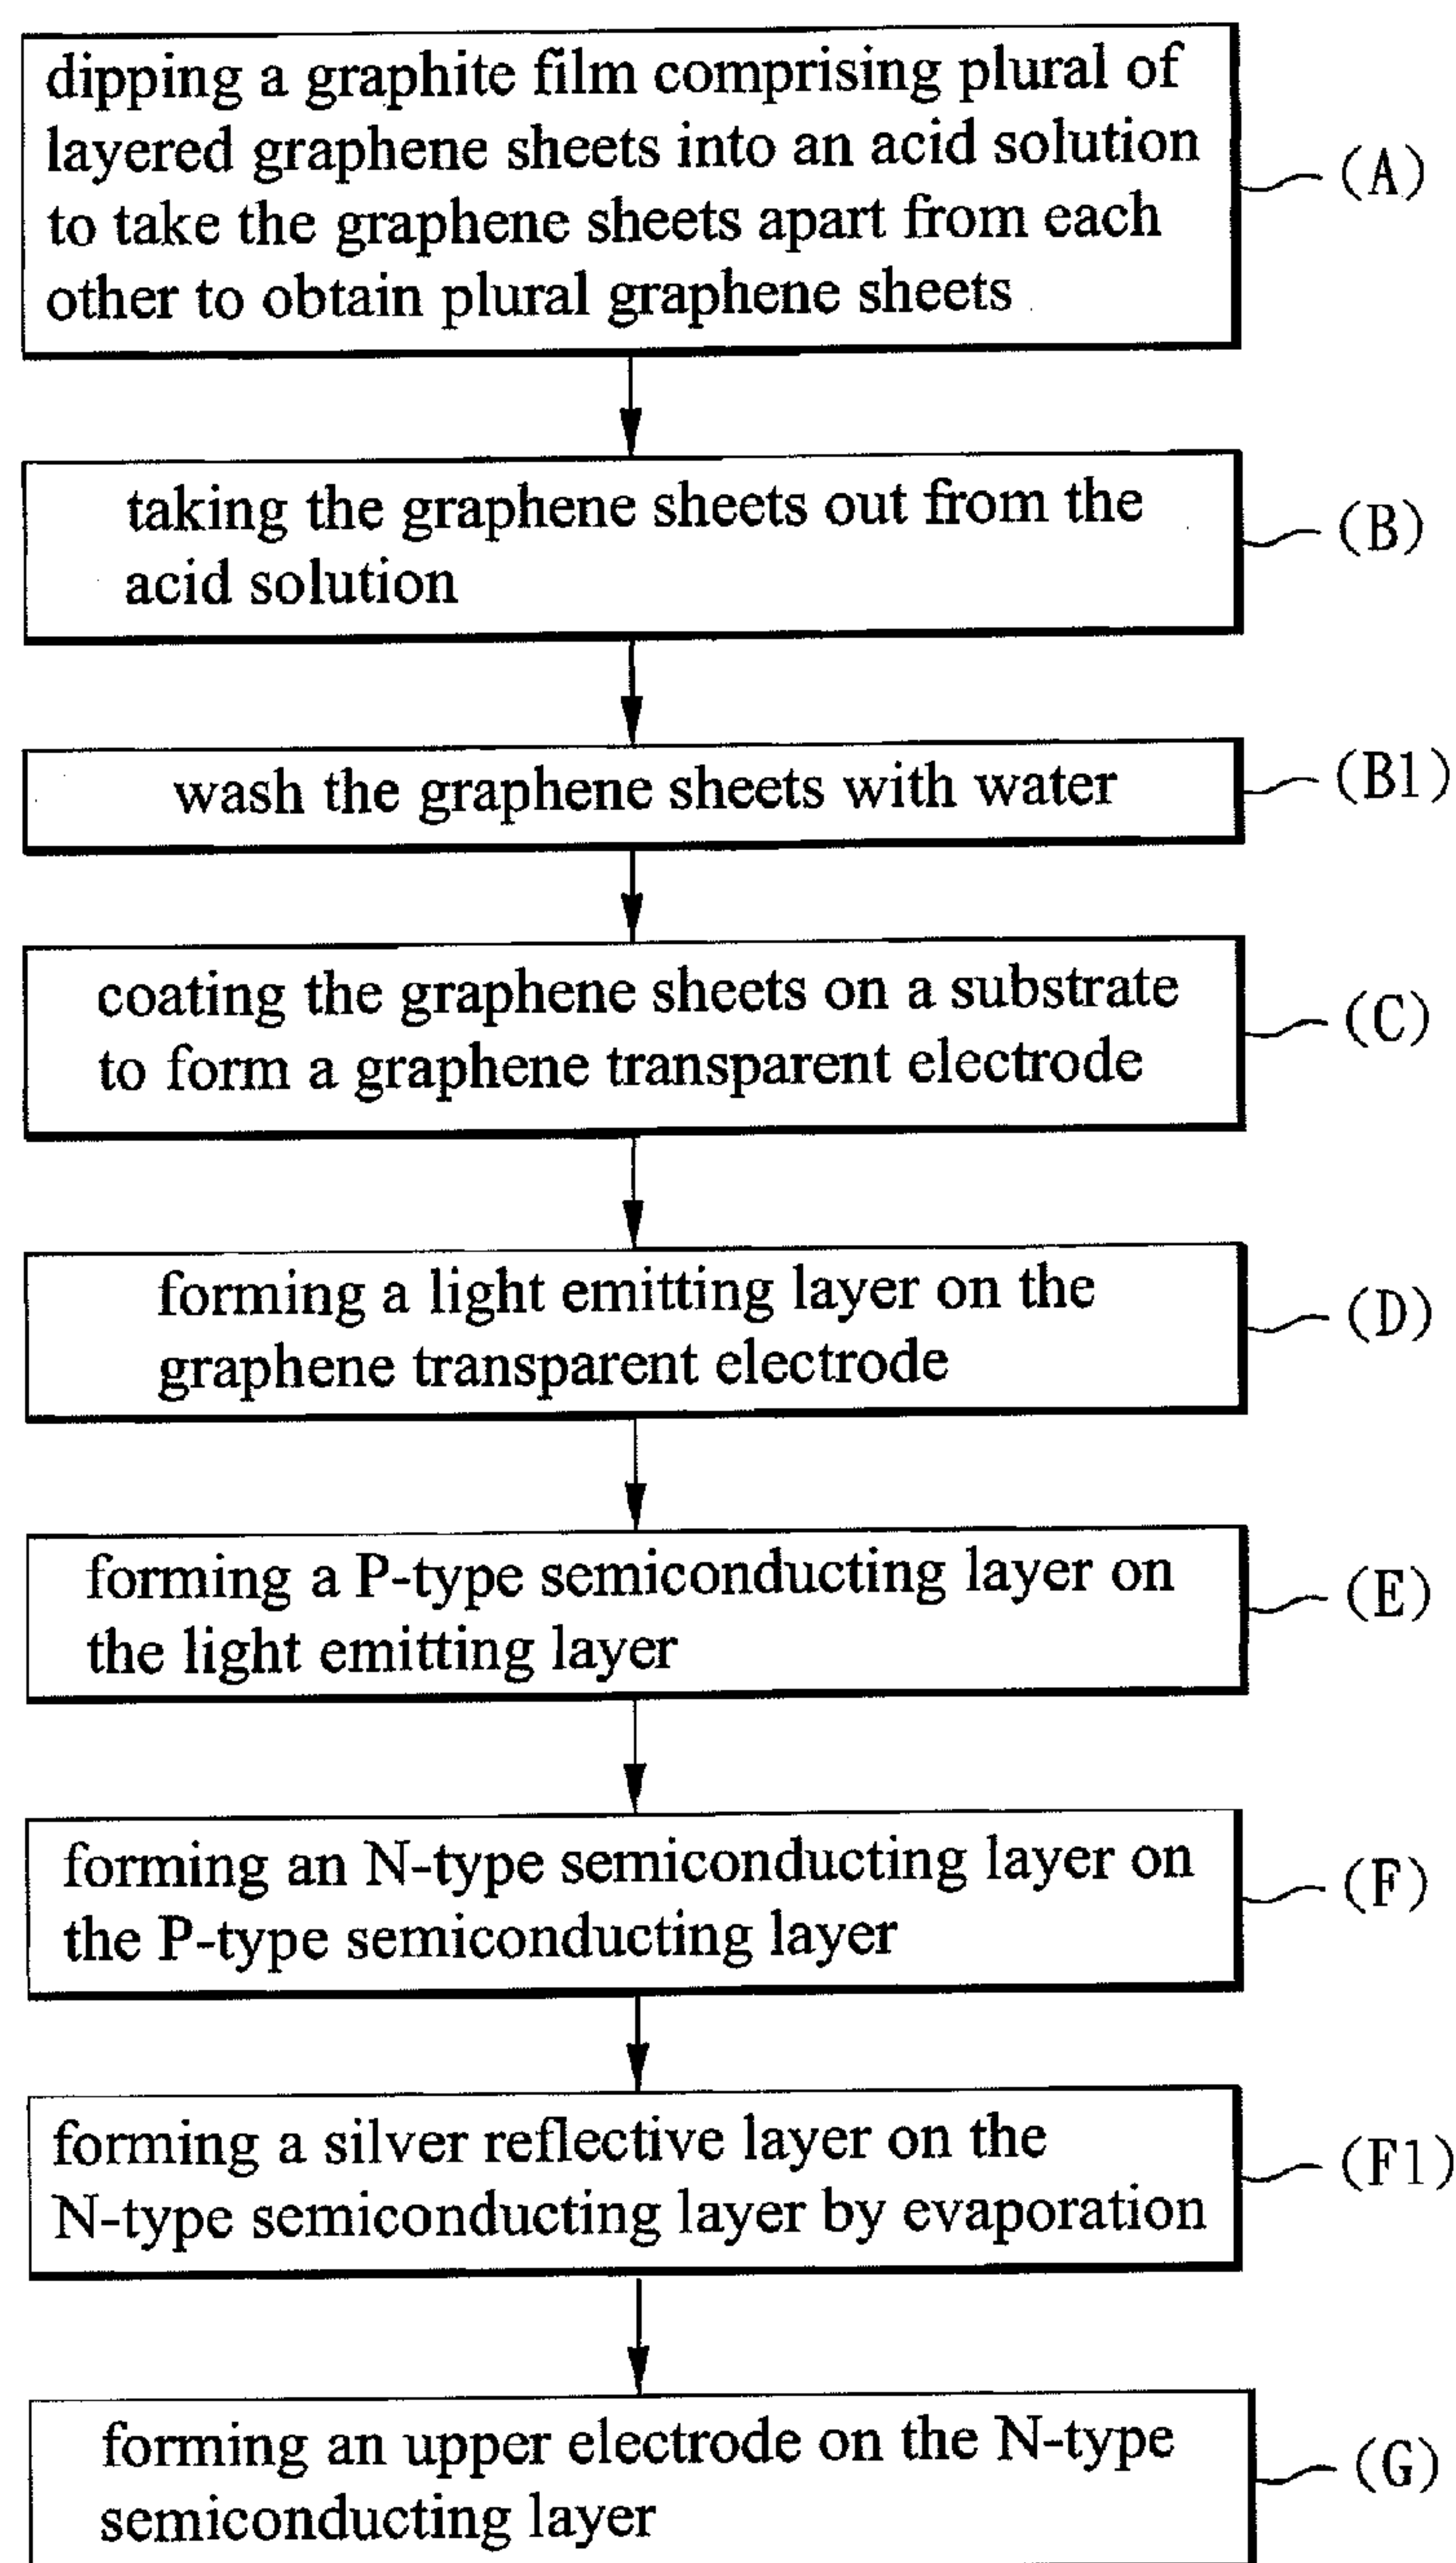 dipping a graphite film comprising plural of
layered graphene sheets into an acid solution
to take the graphene sheets apart from each
other to obtain plural graphene sheets
(A)
taking the graphene sheets out from the
acid solution
(B)
wash the graphene sheets with water
(B1)
coating the graphene sheets on a substrate
to form a graphene transparent electrode
(C)
forming a light emitting layer on the
graphene transparent electrode
(D)
forming a P-type semiconducting layer on
the light emitting layer
(E)
forming an N-type semiconducting layer on
the P-type semiconducting layer
(F)
forming a silver reflective layer on the
N-type semiconducting layer by evaporation
(F1)
forming an upper electrode on the N-type
semiconducting layer
(G)